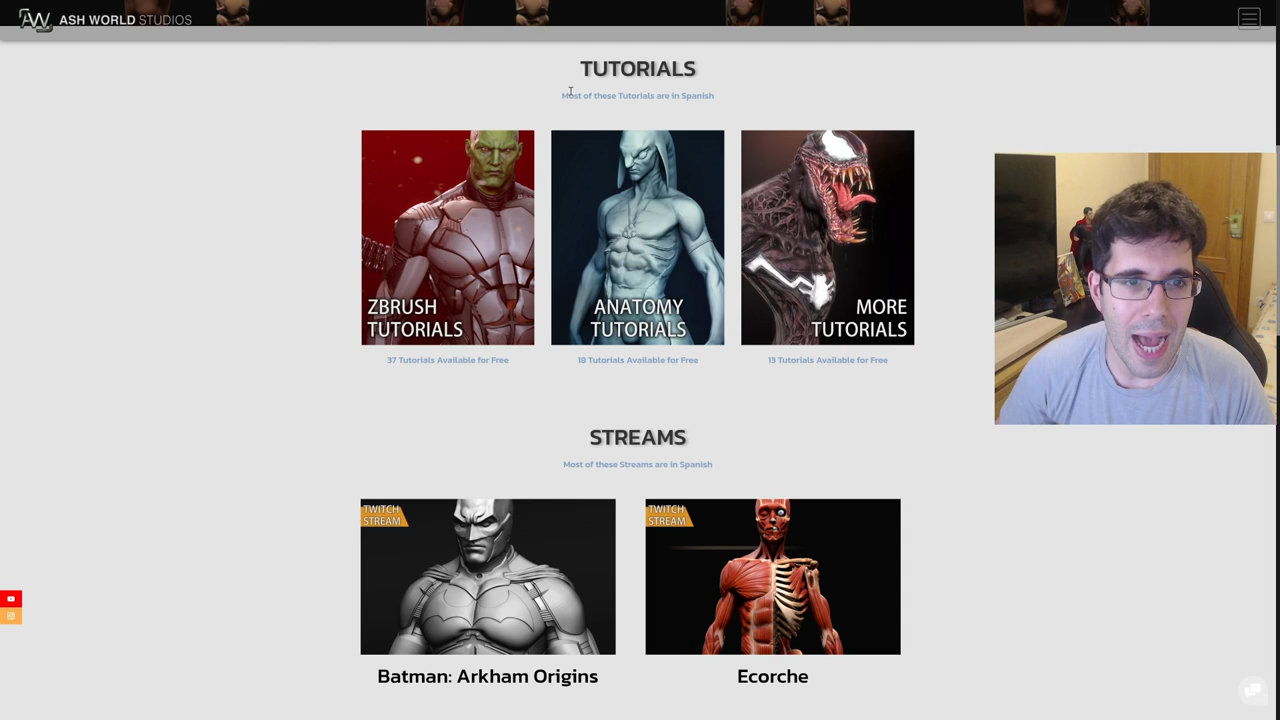 ASH WORLD STUDIOS
TUTORIALS
Most of these Tutorials are in Spanish
ZBRUSH
TUTORIALS
ANATOMY
TUTORIALS
MORE
TUTORIALS
37 Tutorials Available for Free
18 Tutorials Available for Free
13 Tutorials Available for Free
STREAMS
Most of these Streams are in Spanish
TWITCH
STREAM
TWITCH
STREAM
Batman: Arkham Origins
Ecorche